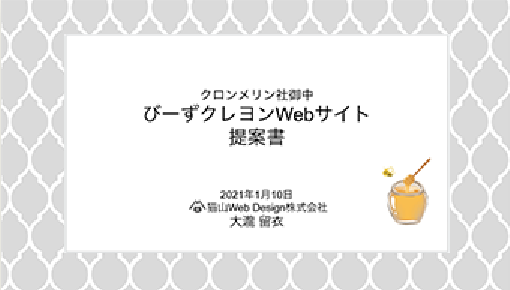 クロンメリン社御中
びーずクレヨンWebサイト
提案書
2021年1月10日
猫山Web Design株式会社
大瀧 留衣